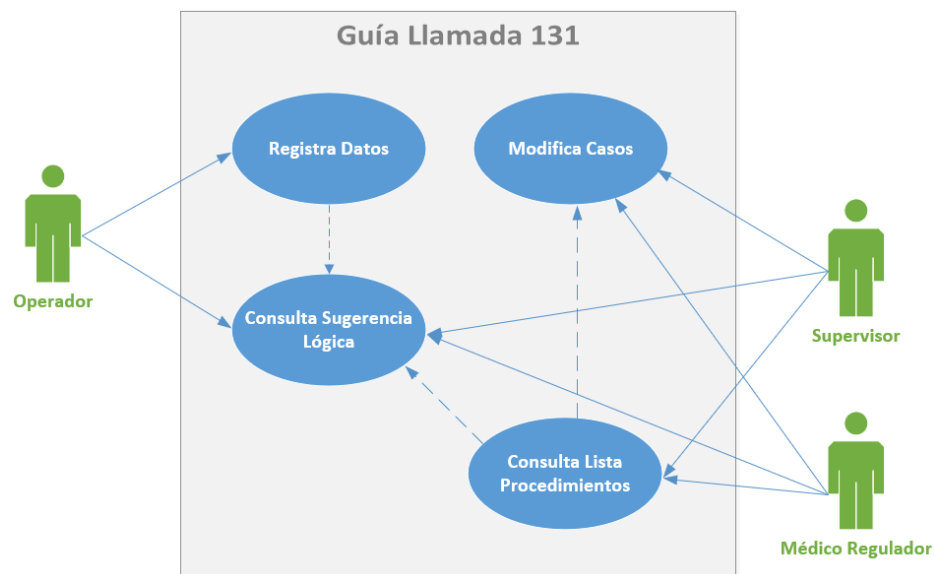 Guía Llamada 131
Registra Datos
Modifica Casos
Operador
Consulta Sugerencia
Lógica
Supervisor
Consulta Lista
Procedimientos
Médico Regulador